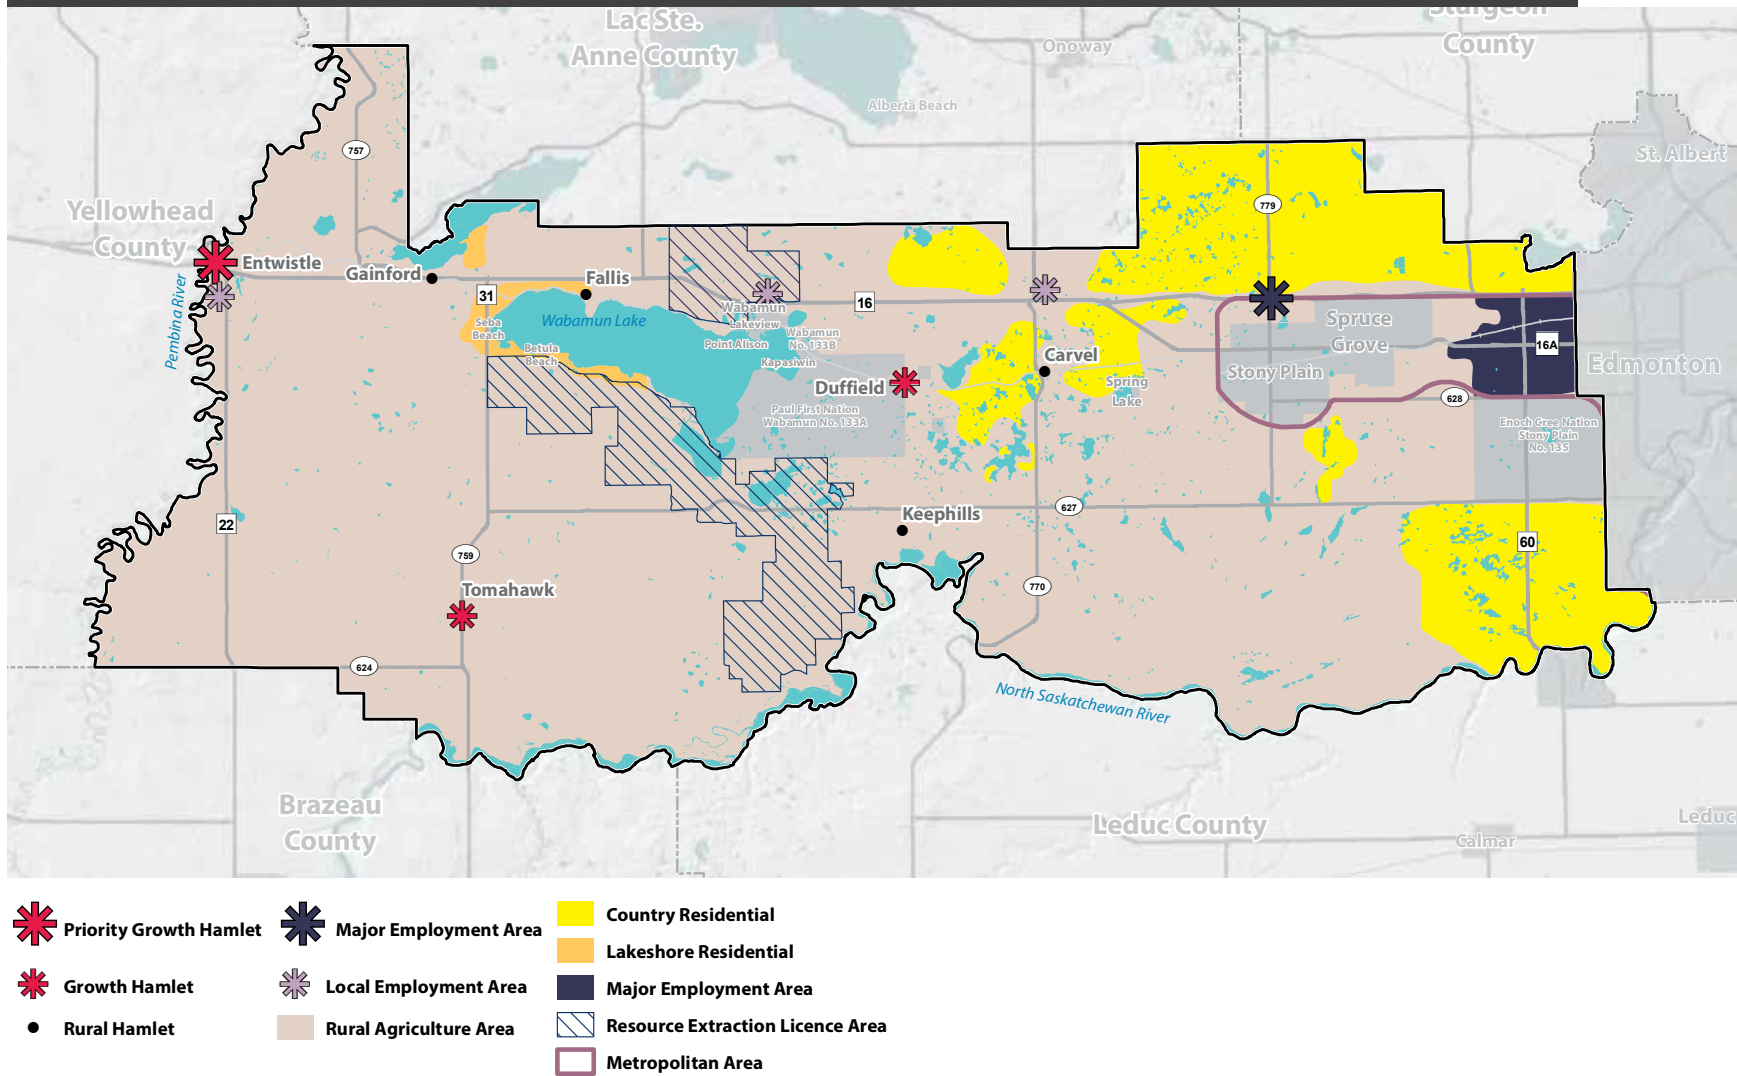 Lac Ste.
Anne County
Sturgeon
County
Onoway
Alberta Beach
St. Albert
757
779
Yellowhead
County
Entwistle
Gainford
Fallis
31
16
Pembina River
Wabamun Lake
Seba
Beach
Betula
Beach
Wabamun
Lakeview
Point Alison
Wabamun
No. 133B
Kapasiwin
Spruce
Grove
16A
Edmonton
Carvel
Stony Plain
Duffield
Spring
Lake
628
Paul First Nation
Wabamun No. 133A
Enoch Cree Nation
Stony Plain
No. 135
22
Keephills
627
60
759
Tomahawk
770
624
North Saskatchewan River
Brazeau
County
Leduc County
Calmar
Leduc
Priority Growth Hamlet
Growth Hamlet
Rural Hamlet
Major Employment Area
Local Employment Area
Rural Agriculture Area
Country Residential
Lakeshore Residential
Major Employment Area
Resource Extraction Licence Area
Metropolitan Area